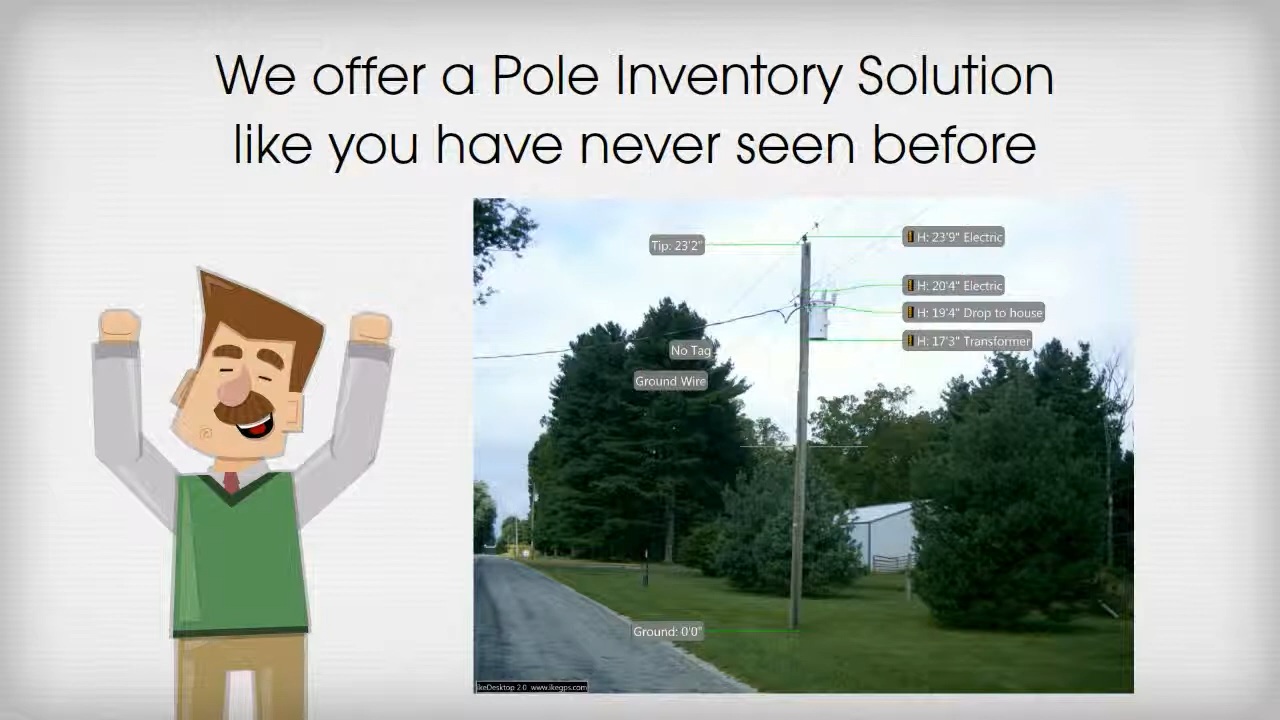 We offer a Pole Inventory Solution
like you have never seen before
Tip: 23'2"
H: 23'9" Electric
H: 20'4" Electric
H: 19'4" Drop to house
H: 17'3" Transformer
No Tag
Ground Wire
Ground: 0'0"
ikeDesktop 2.0 www.ikegps.com